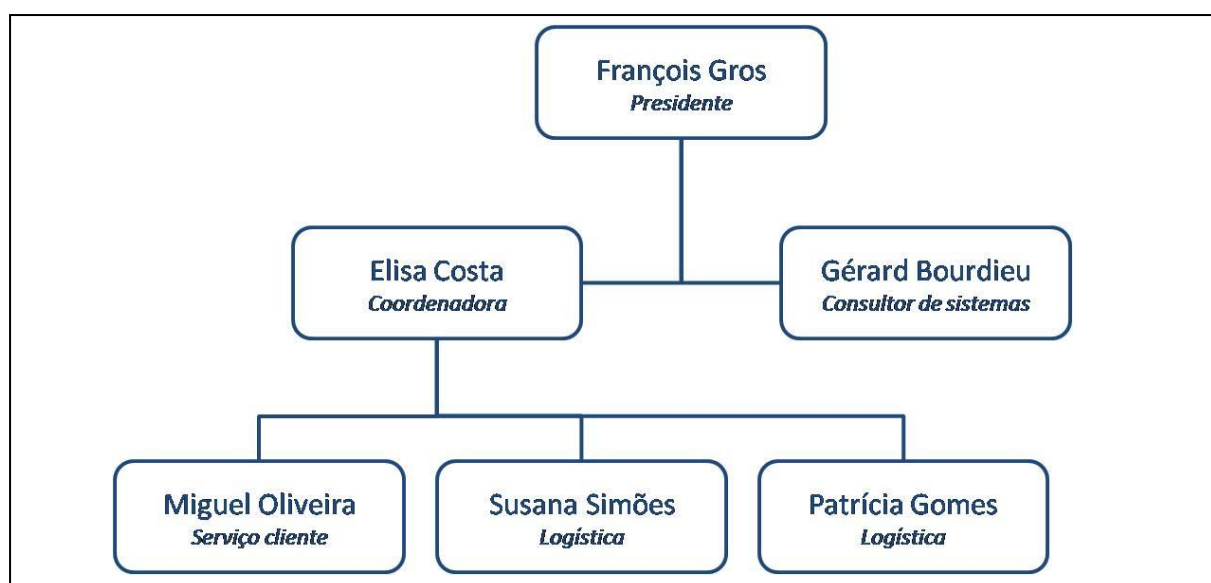 François Gros
Presidente
Elisa Costa
Coordenadora
Gérard Bourdieu
Consultor de sistemas
Miguel Oliveira
Serviço cliente
Susana Simões
Logística
Patrícia Gomes
Logística